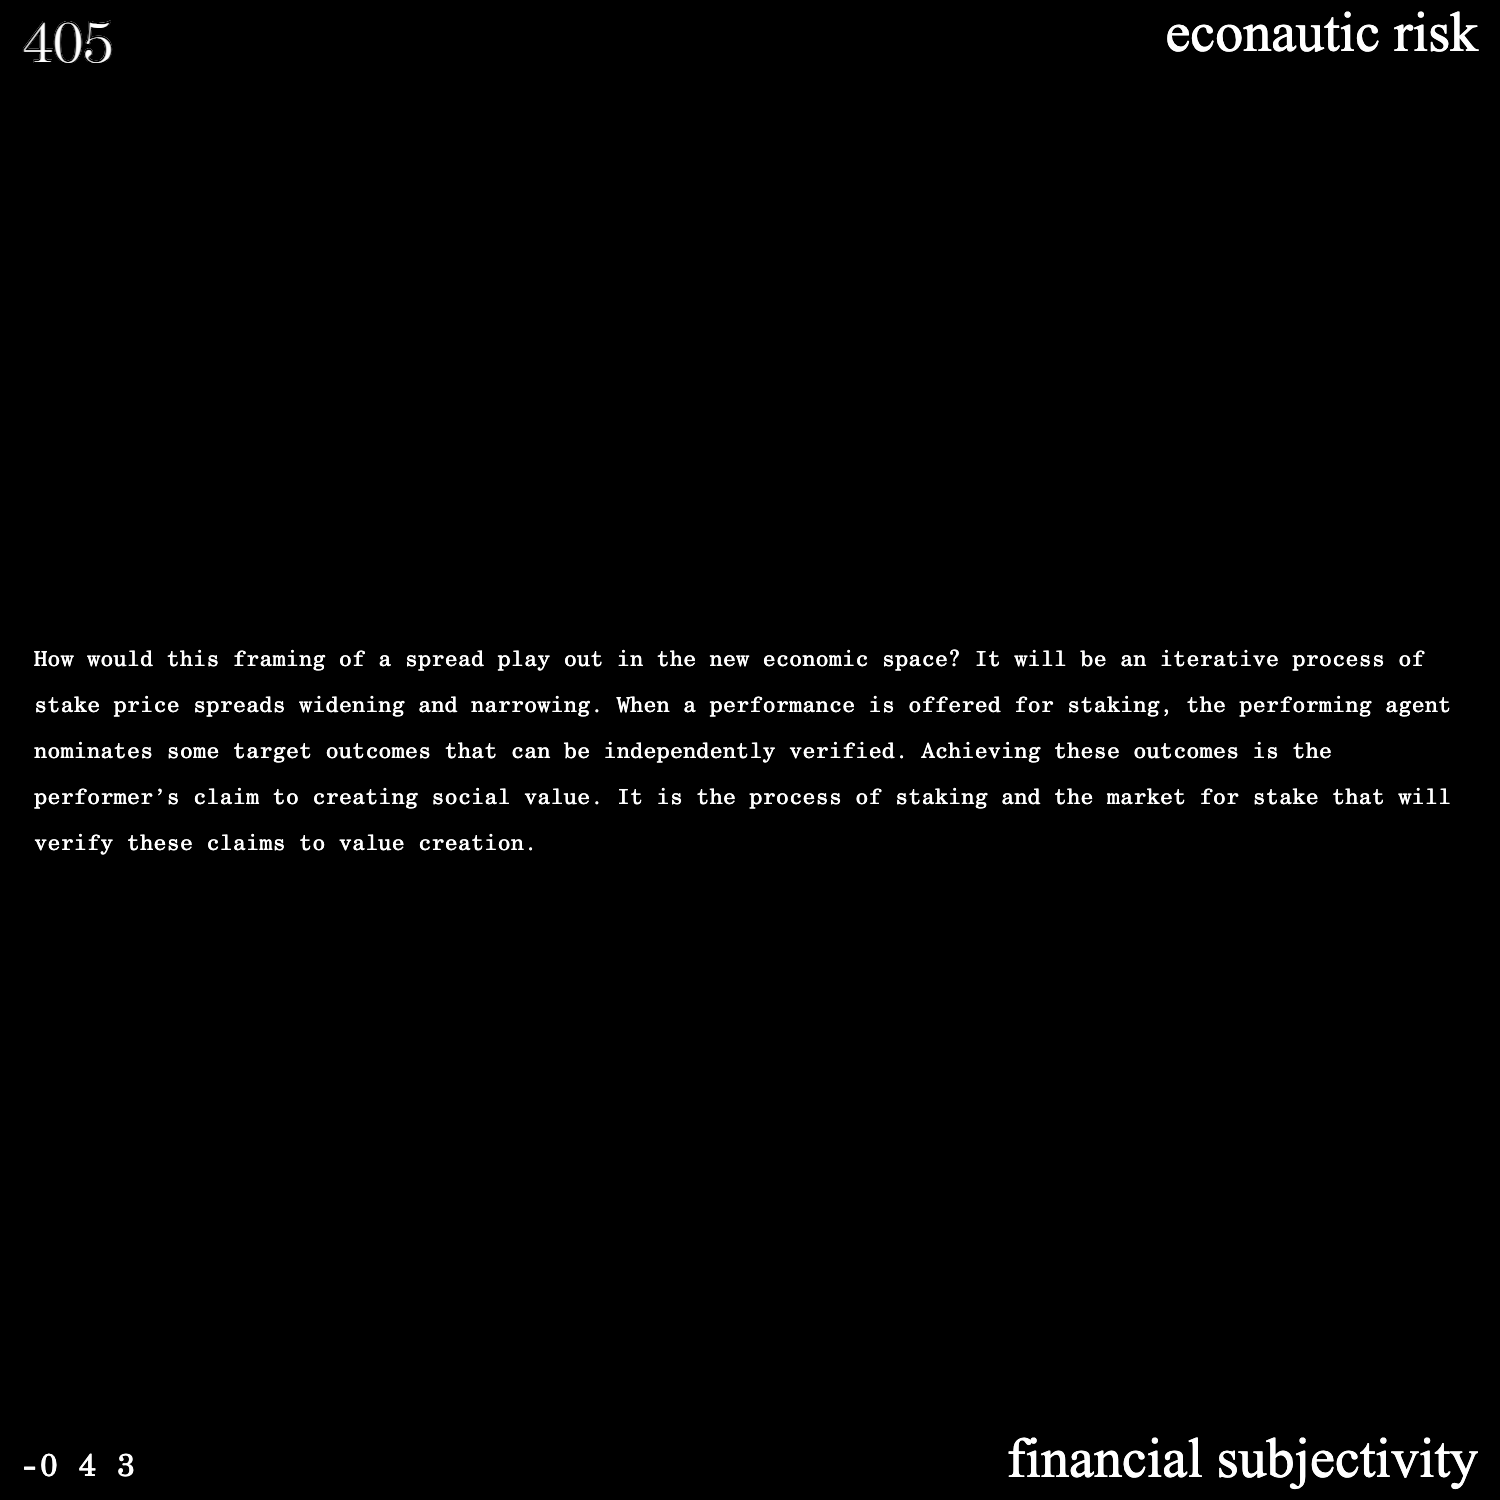 405
econautic risk
How would this framing of a spread play out in the new economic space? It will be an iterative process of
stake price spreads widening and narrowing. When a performance is offered for staking, the performing agent
nominates some target outcomes that can be independently verified. Achieving these outcomes is the
performer’s claim to creating social value. It is the process of staking and the market for stake that will
verify these claims to value creation.
-0 4 3
financial subjectivity